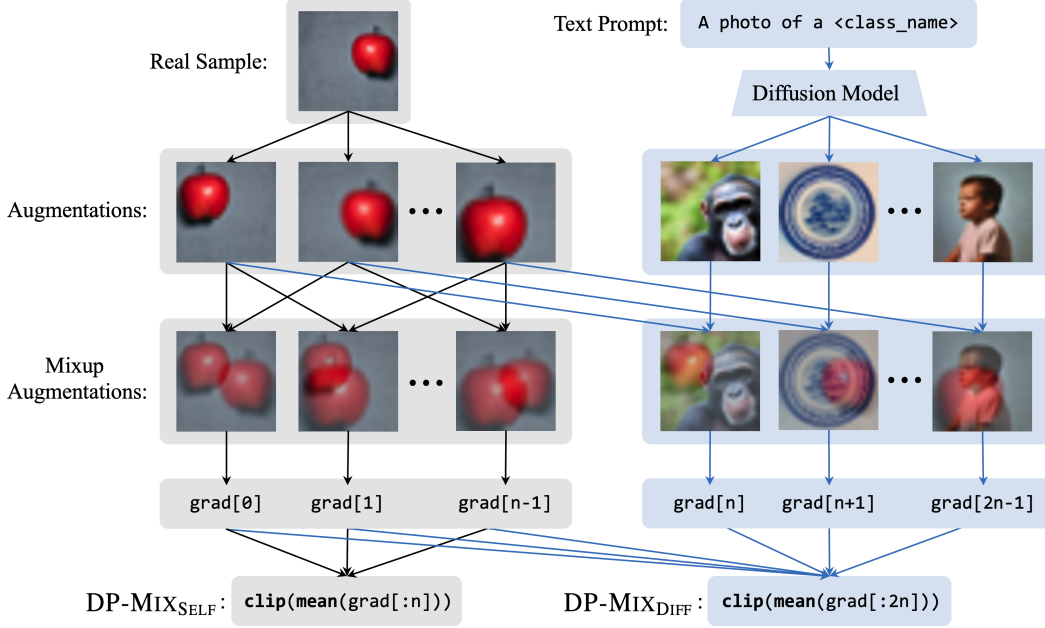 Text Prompt: A photo of a <class_name>
Real Sample:
Diffusion Model
Augmentations:
Mixup
Augmentations:
grad[0] grad[1] grad[n-1] grad[n] grad[n+1] grad[2n-1]
DP-MIXSELF: clip(mean(grad[:n])) DP-MIXDIFF: clip(mean(grad[:2n]))